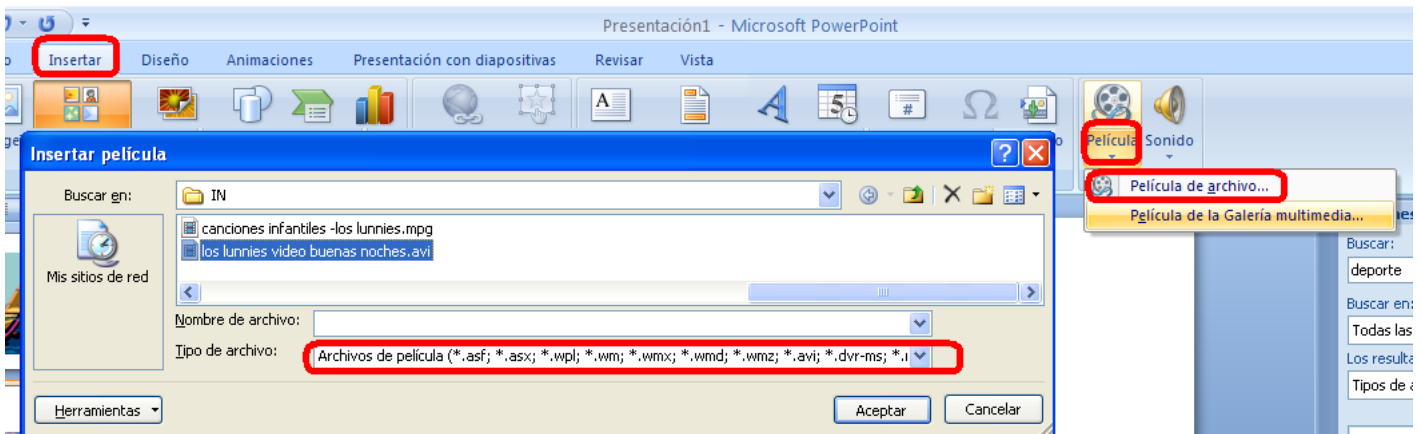 Presentación1 - Microsoft PowerPoint
Insertar Diseño Animaciones Presentación con diapositivas Revisar Vista
A 5 # Ω
Película Sonido
Insertar película
Película de archivo...
Película de la Galería multimedia...
Buscar en: IN
canciones infantiles -los lunnies.mpg
los lunnies video buenas noches.avi
Mis sitios de red
Nombre de archivo:
Tipo de archivo: Archivos de película (*.asf; *.asx; *.wpl; *.wm; *.wmx; *.wmd; *.wmz; *.avi; *.dvr-ms; *.
Herramientas Aceptar Cancelar
Buscar:
deporte
Buscar en:
Todas las
Los resulta
Tipos de a